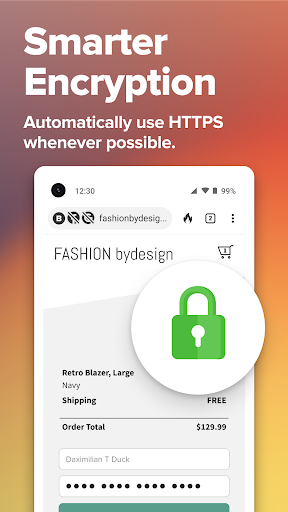 Smarter
Encryption
Automatically use HTTPS
whenever possible.
12:30
99%
B
fashionbydesig...
2
FASHION bydesign
Retro Blazer, Large
Navy
Shipping FREE
Order Total $129.99
Daximilian T Duck